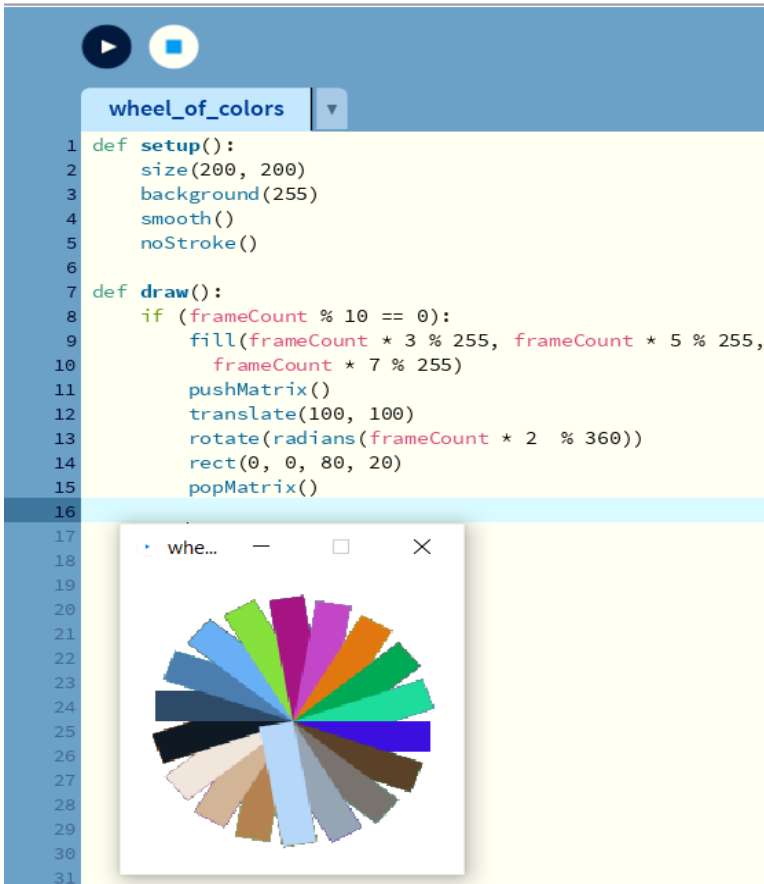 wheel_of_colors ▼
1 def setup():
2     size(200, 200)
3     background(255)
4     smooth()
5     noStroke()
6
7 def draw():
8     if (frameCount % 10 == 0):
9         fill(frameCount * 3 % 255, frameCount * 5 % 255,
10           frameCount * 7 % 255)
11         pushMatrix()
12         translate(100, 100)
13         rotate(radians(frameCount * 2  % 360))
14         rect(0, 0, 80, 20)
15         popMatrix()
16
17
whe...
18
19
20
21
22
23
24
25
26
27
28
29
30
31